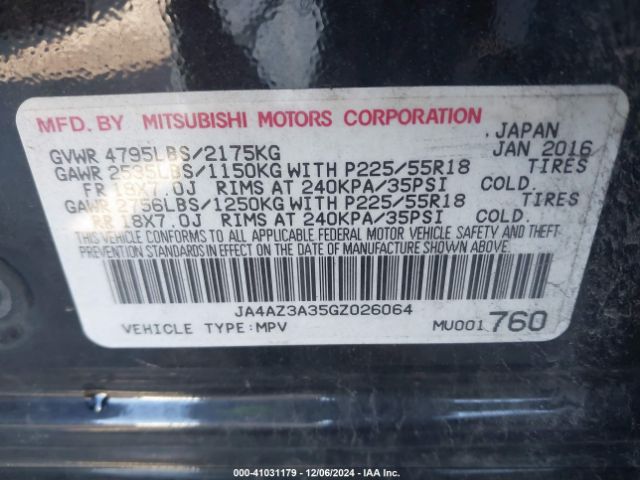 MFD. BY MITSUBISHI MOTORS CORPORATION
JAPAN
GVWR 4795LBS/2175KG JAN 2016
GAWR 2535LBS/1150KG WITH P225/55R18 TIRES
FR 18X7.0J RIMS AT 240KPA/35PSI COLD.
GAWR 2756LBS/1250KG WITH P225/55R18 TIRES
RR 18X7.0J RIMS AT 240KPA/35PSI COLD.
THIS VEHICLE CONFORMS TO ALL APPLICABLE FEDERAL MOTOR VEHICLE SAFETY AND THEFT
PREVENTION STANDARDS IN EFFECT ON THE DATE OF MANUFACTURE SHOWN ABOVE.
JA4AZ3A35GZ026064
VEHICLE TYPE:MPV MU001760
000-41031179 • 12/06/2024 • IAA Inc.